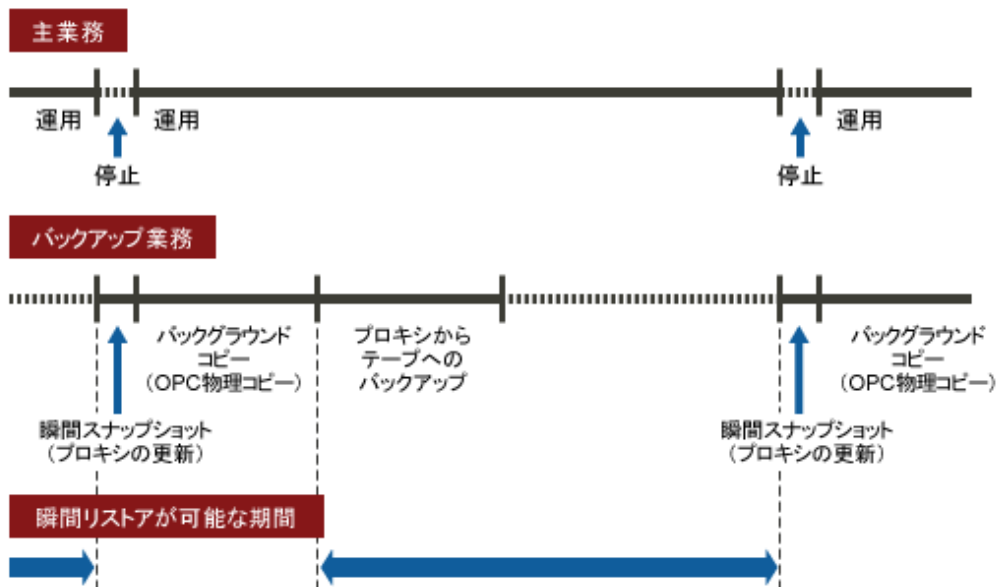 主業務
運用
運用
運用
停止
停止
バックアップ業務
バックグラウンド
コピー
（OPC物理コピー）
プロキシから
テープへの
バックアップ
バックグラウンド
コピー
（OPC物理コピー）
瞬間スナップショット
（プロキシの更新）
瞬間スナップショット
（プロキシの更新）
瞬間リストアが可能な期間